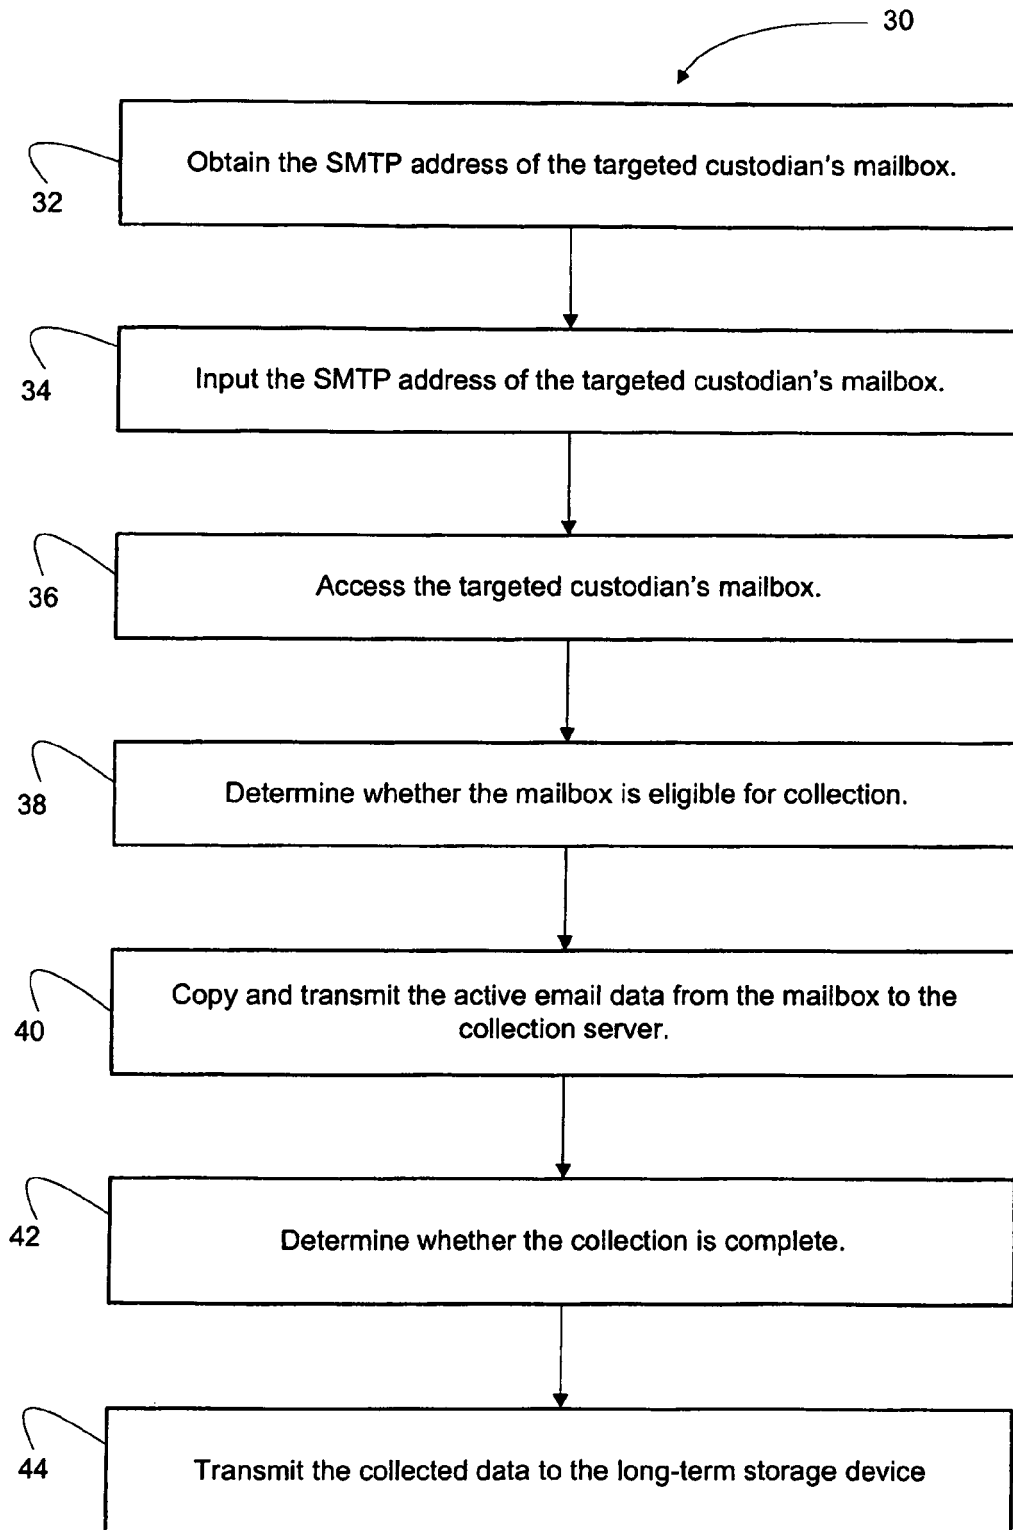 30
Obtain the SMTP address of the targeted custodian's mailbox.
32
Input the SMTP address of the targeted custodian's mailbox.
34
Access the targeted custodian's mailbox.
36
Determine whether the mailbox is eligible for collection.
38
Copy and transmit the active email data from the mailbox to the
collection server.
40
Determine whether the collection is complete.
42
Transmit the collected data to the long-term storage device
44